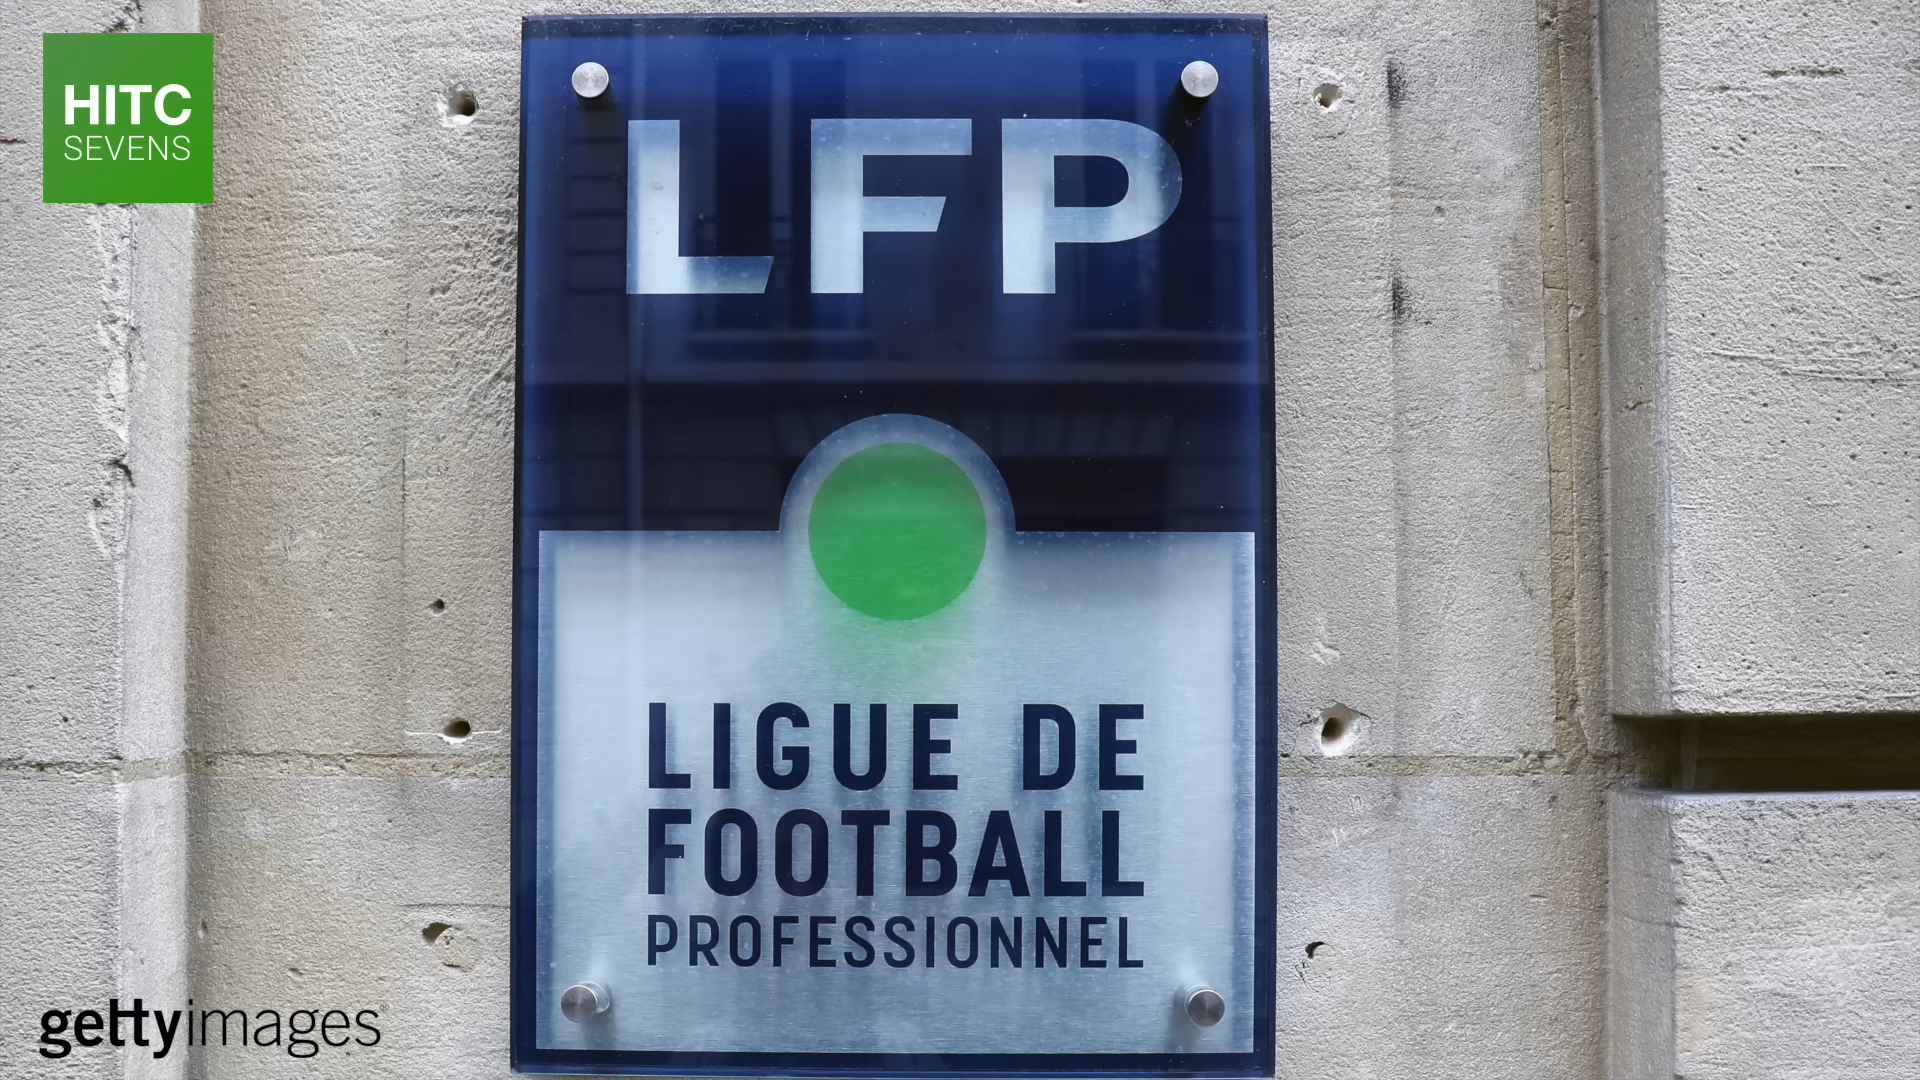 HITC
SEVENS
LFP
LIGUE DE
FOOTBALL
PROFESSIONNEL
gettyimages